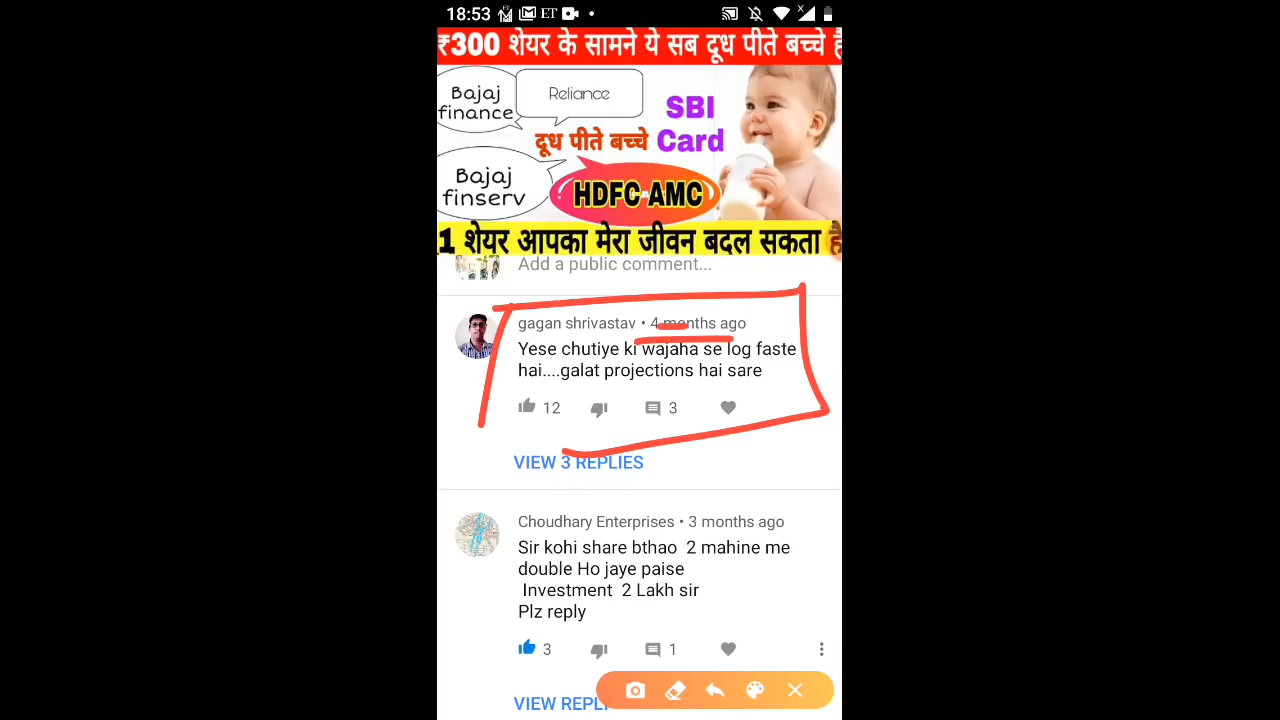 18:53 M ET
₹300 शेयर के सामने ये सब दूध पीते बच्चे है
Bajaj
finance
Reliance
SBI
Card
दूध पीते बच्चे
Bajaj
finserv
HDFC AMC
1 शेयर आपका मेरा जीवन बदल सकता है
Add a public comment...
gagan shrivastav • 4 months ago
Yese chutiye ki wajaha se log faste
hai....galat projections hai sare
12
3
VIEW 3 REPLIES
Choudhary Enterprises • 3 months ago
Sir kohi share bthao 2 mahine me
double Ho jaye paise
Investment 2 Lakh sir
Plz reply
3
1
VIEW REPL